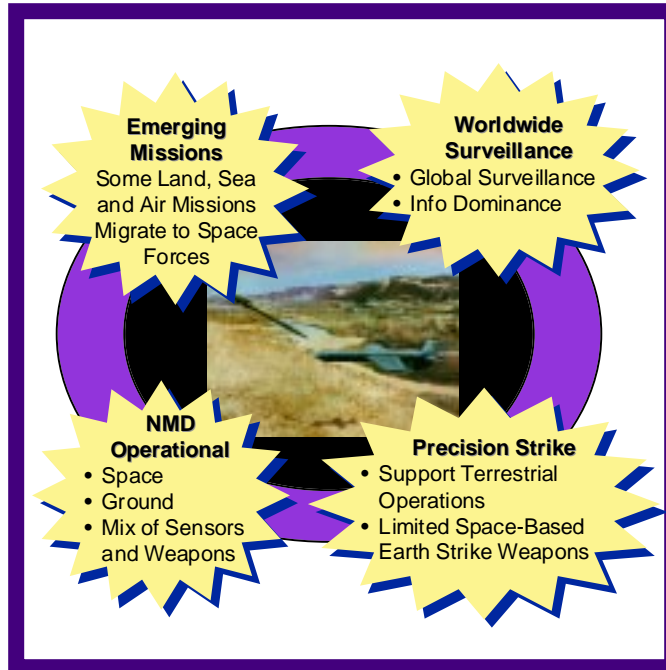 Emerging
Missions
Some Land, Sea
and Air Missions
Migrate to Space
Forces
Worldwide
Surveillance
• Global Surveillance
• Info Dominance
NMD
Operational
• Space
• Ground
• Mix of Sensors
and Weapons
Precision Strike
• Support Terrestrial
Operations
• Limited Space-Based
Earth Strike Weapons